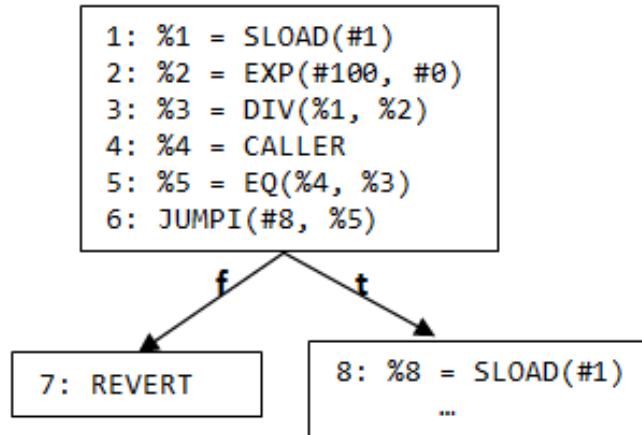 1: %1 = SLOAD(#1)
2: %2 = EXP(#100, #0)
3: %3 = DIV(%1, %2)
4: %4 = CALLER
5: %5 = EQ(%4, %3)
6: JUMPI(#8, %5)
f
t
7: REVERT
8: %8 = SLOAD(#1)
…